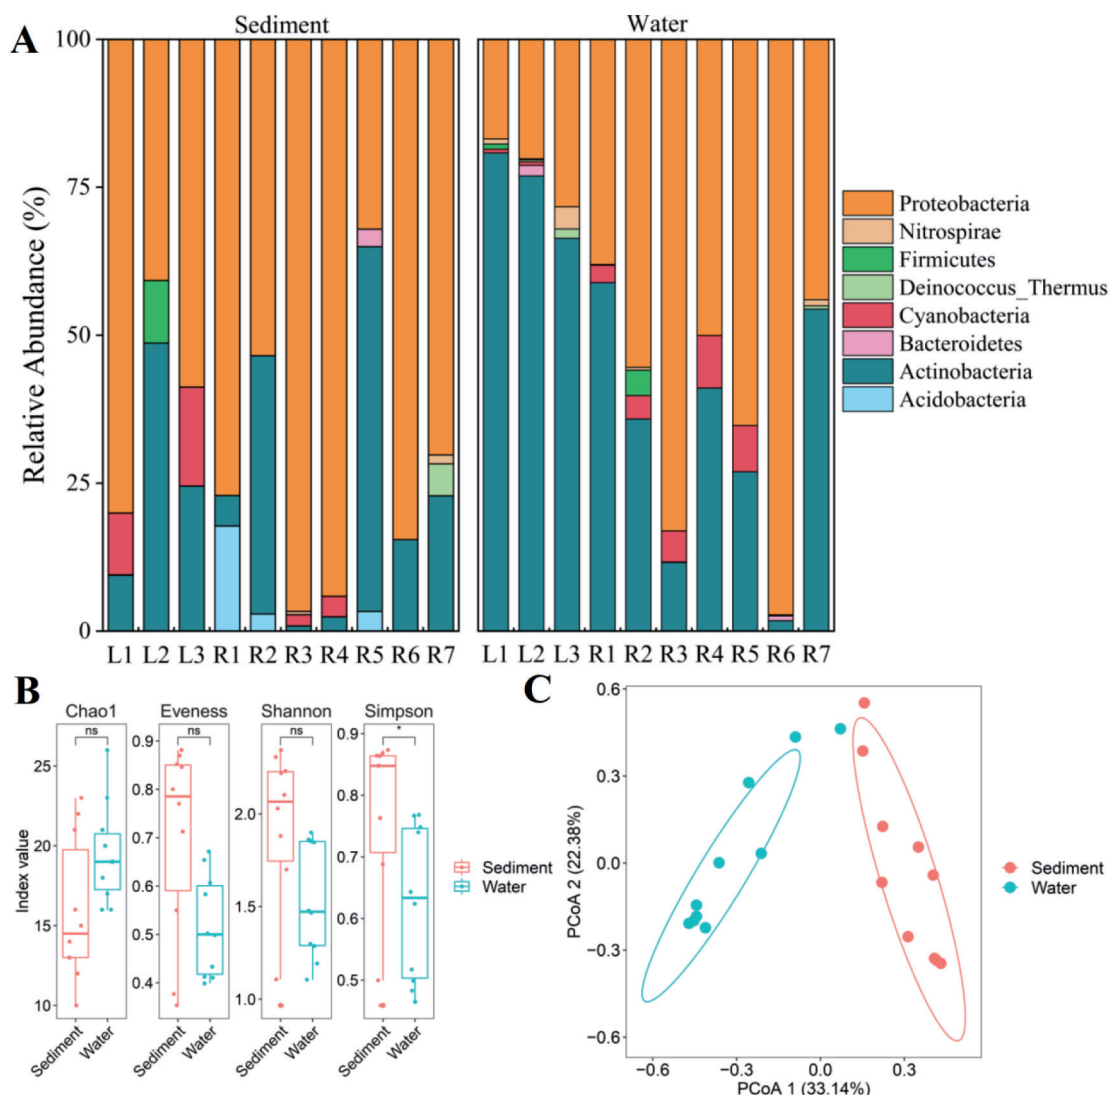 A
Sediment
Water
Relative Abundance (%)
100
75
50
25
0
L1 L2 L3 R1 R2 R3 R4 R5 R6 R7
L1 L2 L3 R1 R2 R3 R4 R5 R6 R7
Proteobacteria
Nitrospirae
Firmicutes
Deinococcus_Thermus
Cyanobacteria
Bacteroidetes
Actinobacteria
Acidobacteria
B
Chao1
Eveness
Shannon
Simpson
ns
ns
ns
*
Index value
25
20
15
10
0.9
0.8
0.7
0.6
0.5
0.4
2.0
1.5
1.0
0.9
0.8
0.7
0.6
0.5
Sediment
Water
Sediment
Water
Sediment
Water
Sediment
Water
Sediment
Water
C
PCoA 2 (22.38%)
0.6
0.3
0.0
−0.3
−0.6
−0.6 −0.3 0.0 0.3
PCoA 1 (33.14%)
Sediment
Water